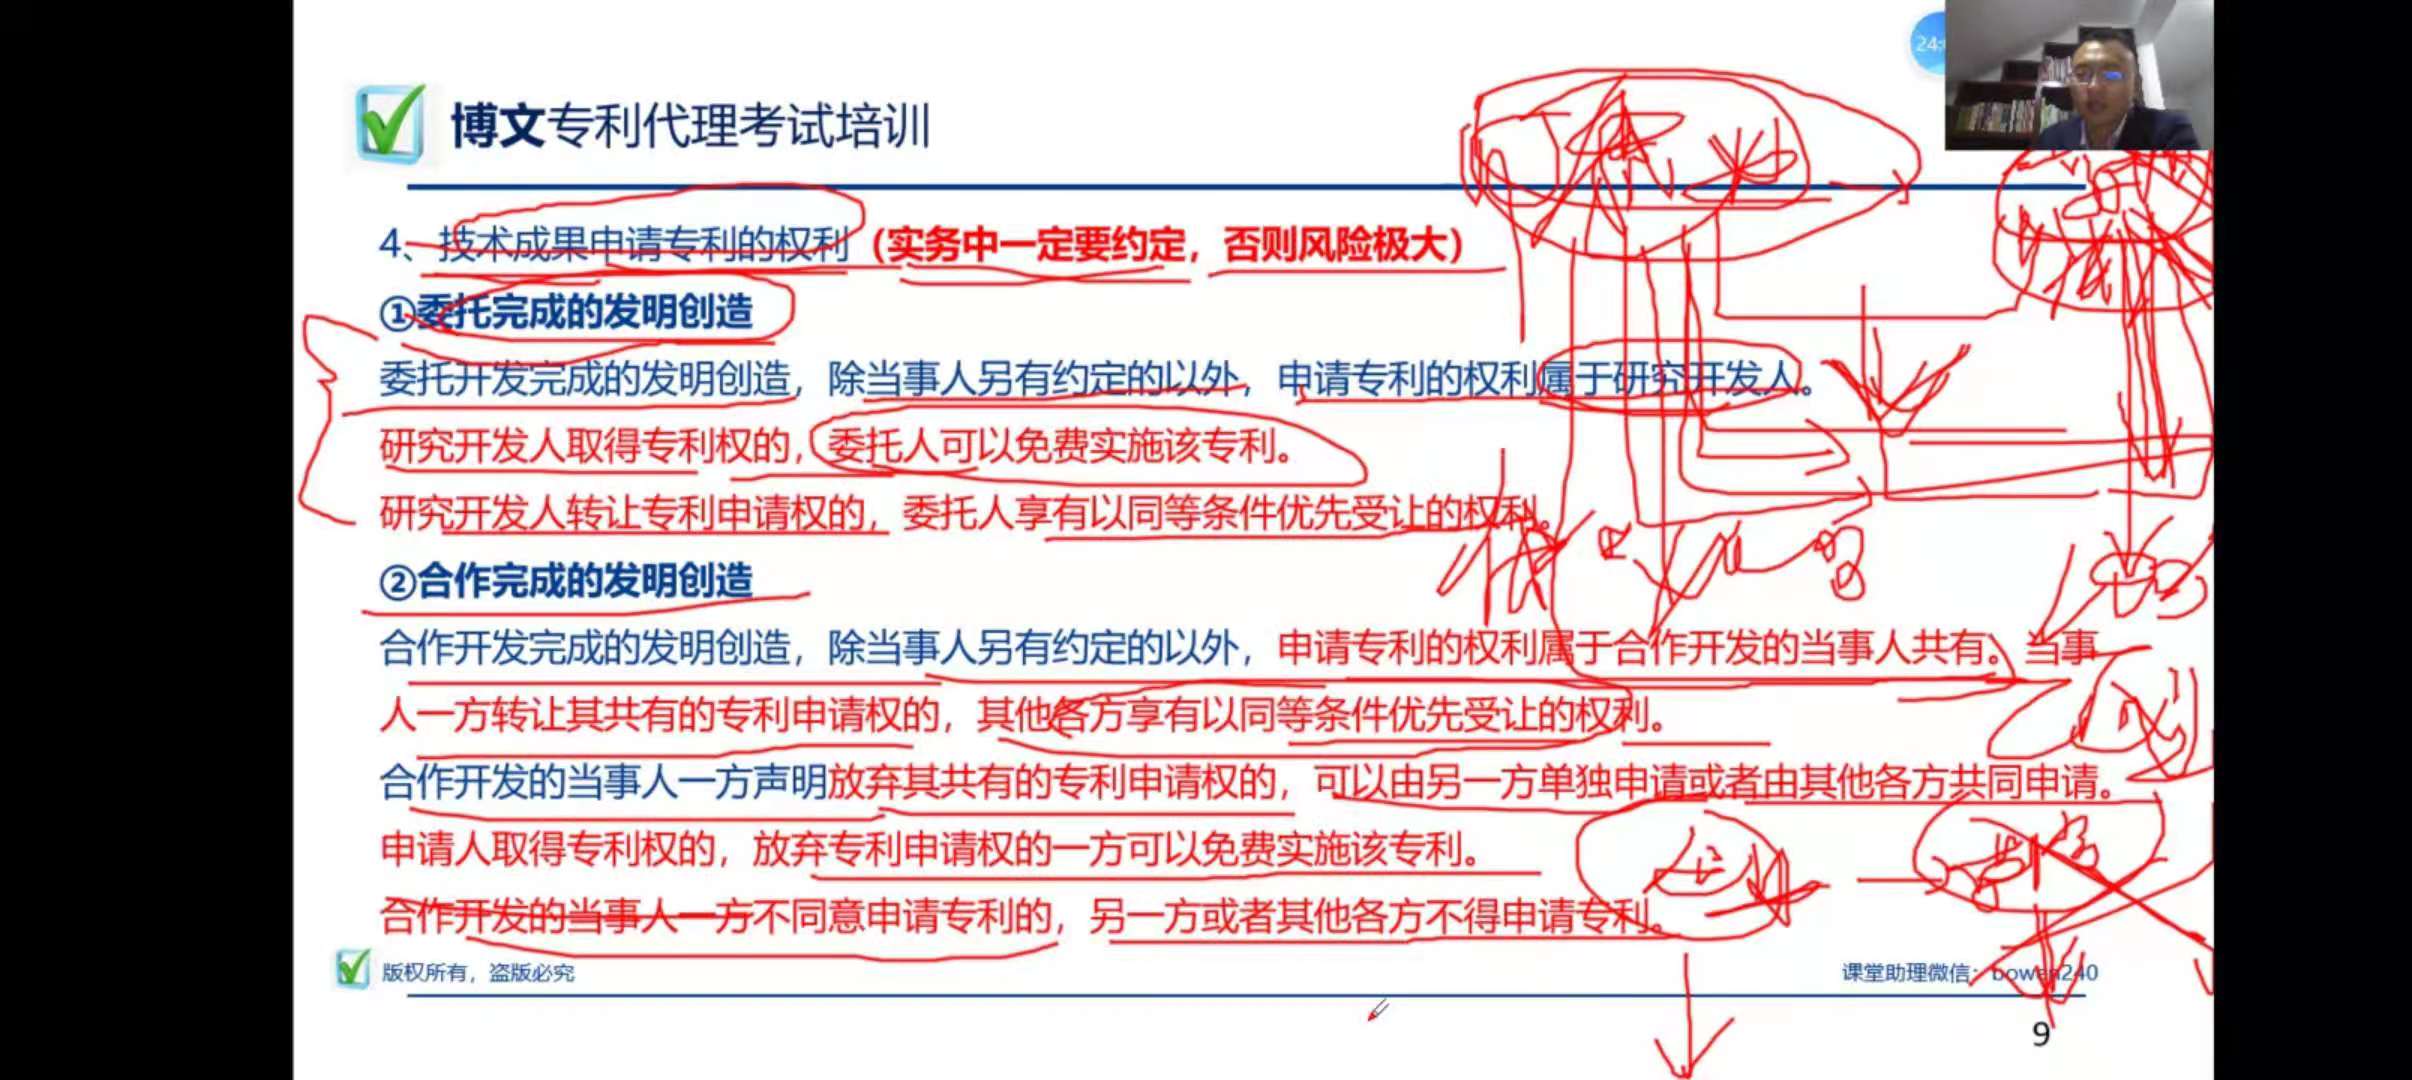 24:
博文专利代理考试培训
4、技术成果申请专利的权利（实务中一定要约定，否则风险极大）
①委托完成的发明创造
委托开发完成的发明创造，除当事人另有约定的以外，申请专利的权利属于研究开发人。
研究开发人取得专利权的，委托人可以免费实施该专利。
研究开发人转让专利申请权的，委托人享有以同等条件优先受让的权利。
②合作完成的发明创造
合作开发完成的发明创造，除当事人另有约定的以外，申请专利的权利属于合作开发的当事人共有。当事
人一方转让其共有的专利申请权的，其他各方享有以同等条件优先受让的权利。
合作开发的当事人一方声明放弃其共有的专利申请权的，可以由另一方单独申请或者由其他各方共同申请。
申请人取得专利权的，放弃专利申请权的一方可以免费实施该专利。
合作开发的当事人一方不同意申请专利的，另一方或者其他各方不得申请专利。
版权所有，盗版必究
课堂助理微信：bowen240
9